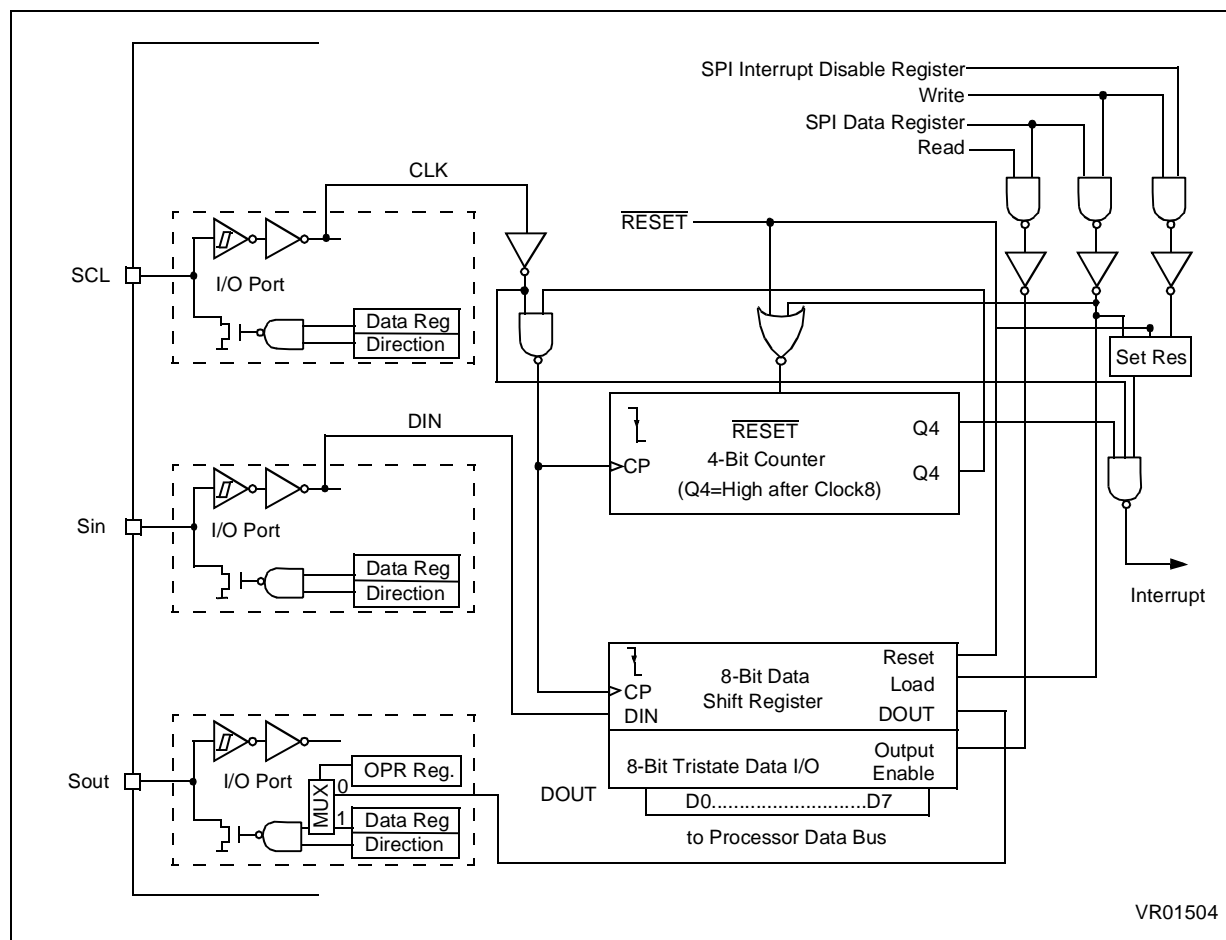 SPI Interrupt Disable Register
Write
SPI Data Register
Read
CLK
RESET
SCL
I/O Port
Data Reg
Direction
Set Res
DIN
RESET
Q4
CP
4-Bit Counter
Q4
(Q4=High after Clock8)
Sin
I/O Port
Data Reg
Direction
Interrupt
Reset
8-Bit Data
Shift Register
Load
CP
DIN
DOUT
Output
Enable
8-Bit Tristate Data I/O
Sout
I/O Port
OPR Reg.
MUX
0
1
Data Reg
Direction
DOUT
D0............................D7
to Processor Data Bus
VR01504